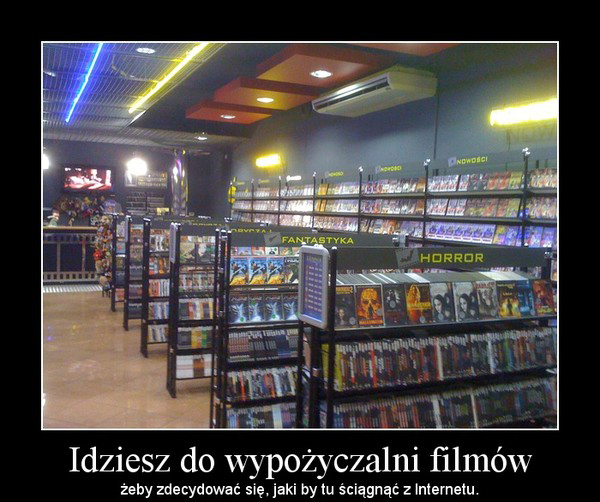 NOWOŚCI
NOWOŚCI
FANTASTYKA
HORROR
Idziesz do wypożyczalni filmów
żeby zdecydować się, jaki by tu ściągnąć z Internetu.